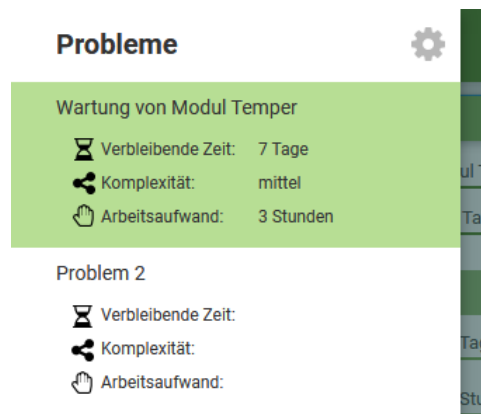 Probleme
Wartung von Modul Temper
Verbleibende Zeit: 7 Tage
Komplexität: mittel
Arbeitsaufwand: 3 Stunden
Problem 2
Verbleibende Zeit:
Komplexität:
Arbeitsaufwand: